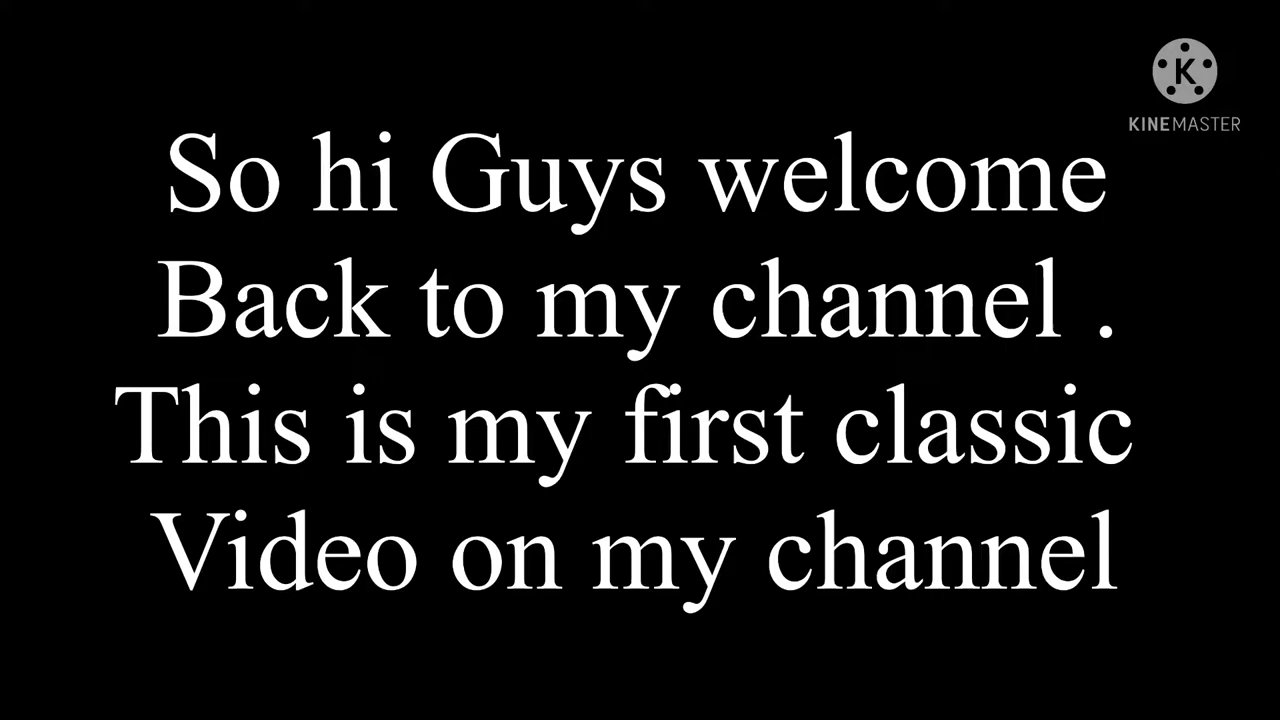 K
KINEMASTER
So hi Guys welcome
Back to my channel .
This is my first classic
Video on my channel